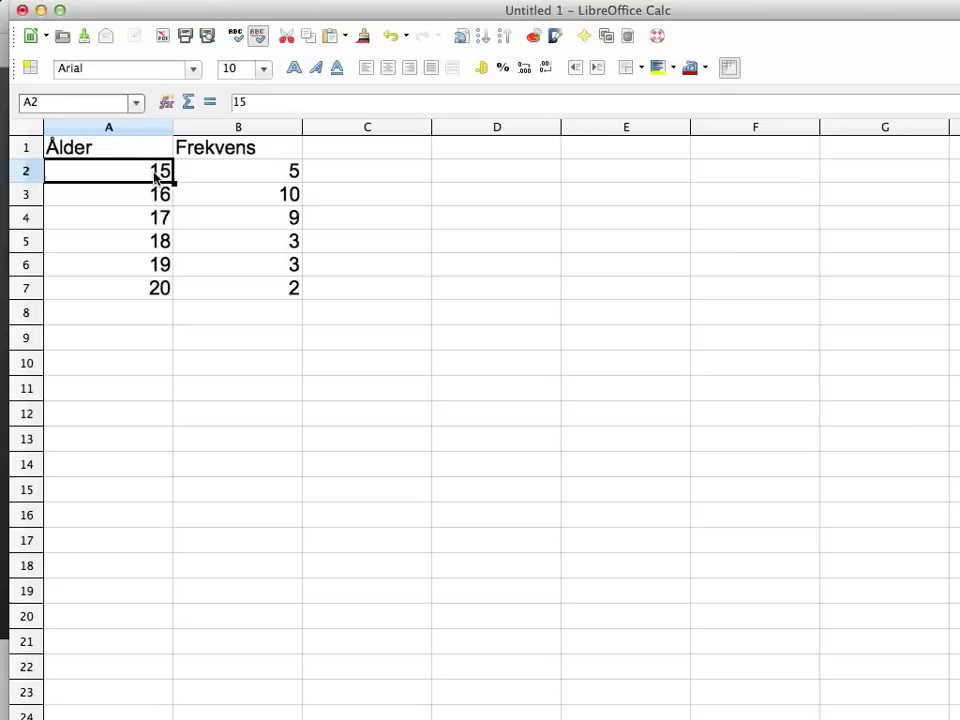 Untitled 1 – LibreOffice Calc
Arial 10
A2 15
A B C D E F G
1 Ålder Frekvens
2 15 5
3 16 10
4 17 9
5 18 3
6 19 3
7 20 2
8
9
10
11
12
13
14
15
16
17
18
19
20
21
22
23
24